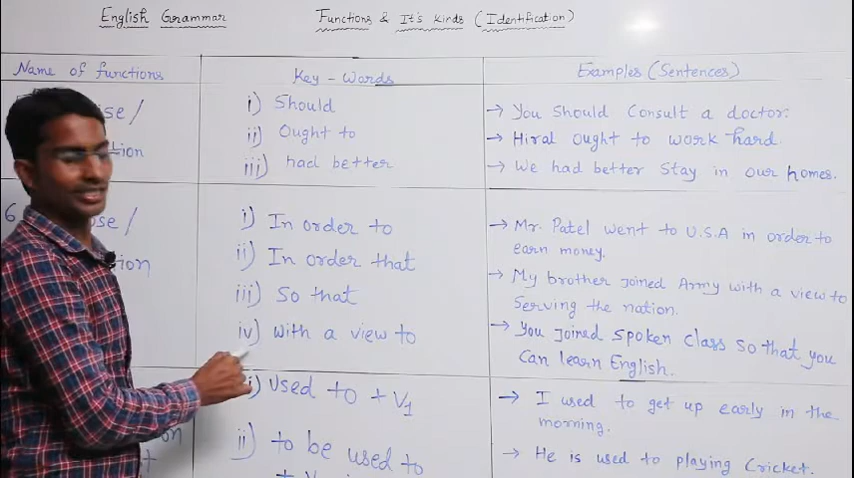 English Grammar
Functions & It's Kinds (Identification)
Name of functions
Key - Words
Examples (Sentences)
i) Should
ii) Ought to
iii) had better
→ You should Consult a doctor.
→ Hiral ought to work hard.
→ We had better stay in our homes.
6
i) In order to
ii) In order that
iii) So that
iv) with a view to
→ Mr. Patel went to U.S.A in order to
earn money.
→ My brother joined Army with a view to
Serving the nation.
→ You joined spoken class so that you
Can learn English.
i) Used to + V1
ii) to be used to
→ I used to get up early in the
morning.
→ He is used to playing Cricket.